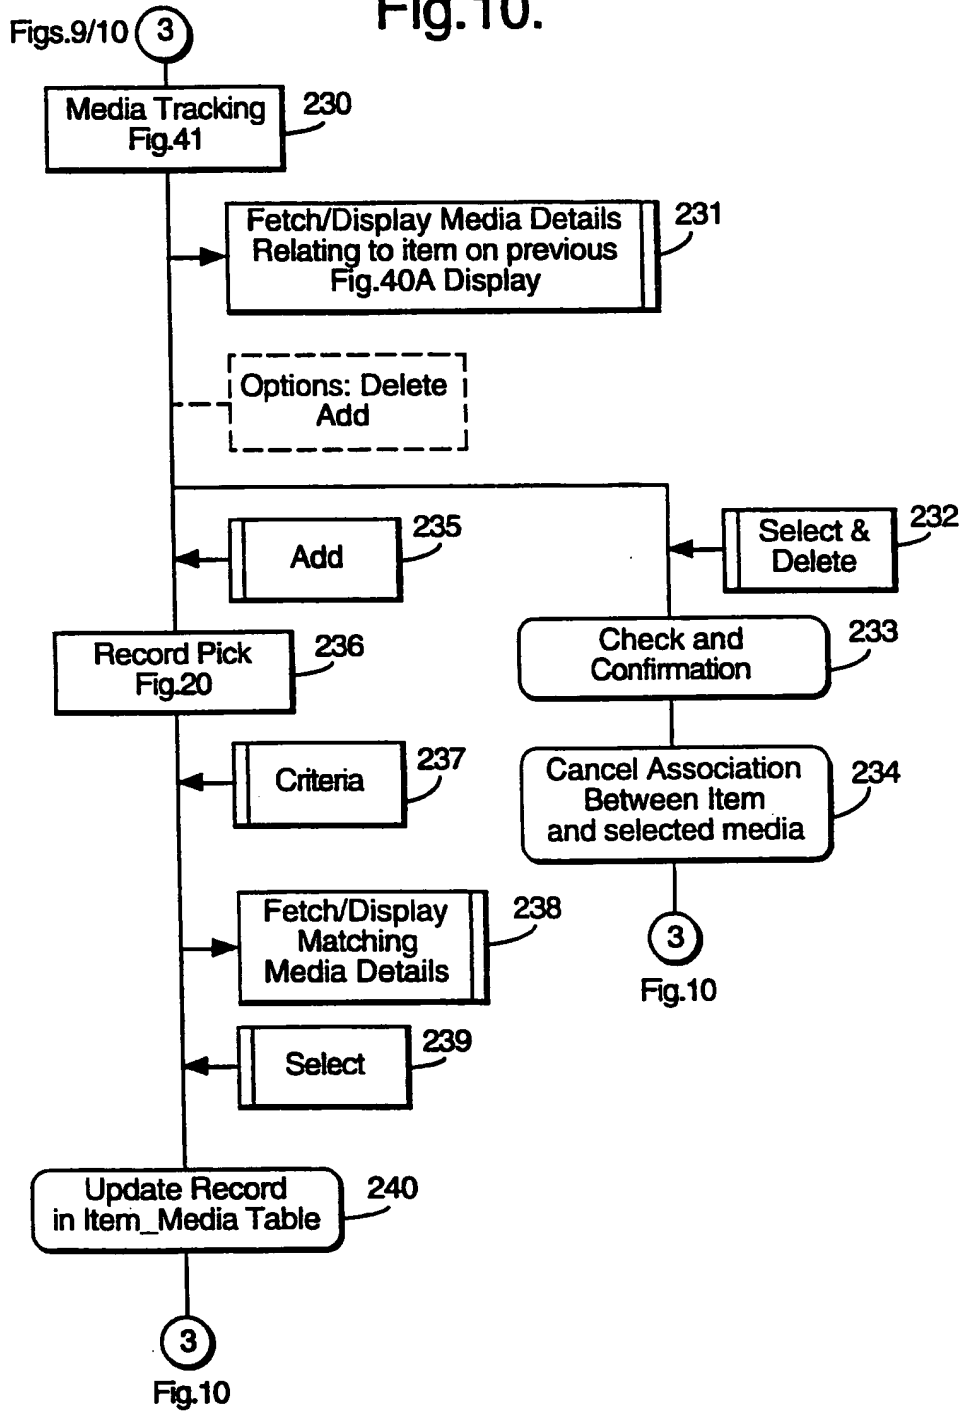 Fig.10.
Figs.9/10
3
Media Tracking
Fig.41
230
Fetch/Display Media Details
Relating to item on previous
Fig.40A Display
231
Options: Delete
Add
Add
235
Select &
Delete
232
Record Pick
Fig.20
236
Check and
Confirmation
233
Criteria
237
Cancel Association
Between Item
and selected media
234
Fetch/Display
Matching
Media Details
238
3
Fig.10
Select
239
Update Record
in Item_Media Table
240
3
Fig.10